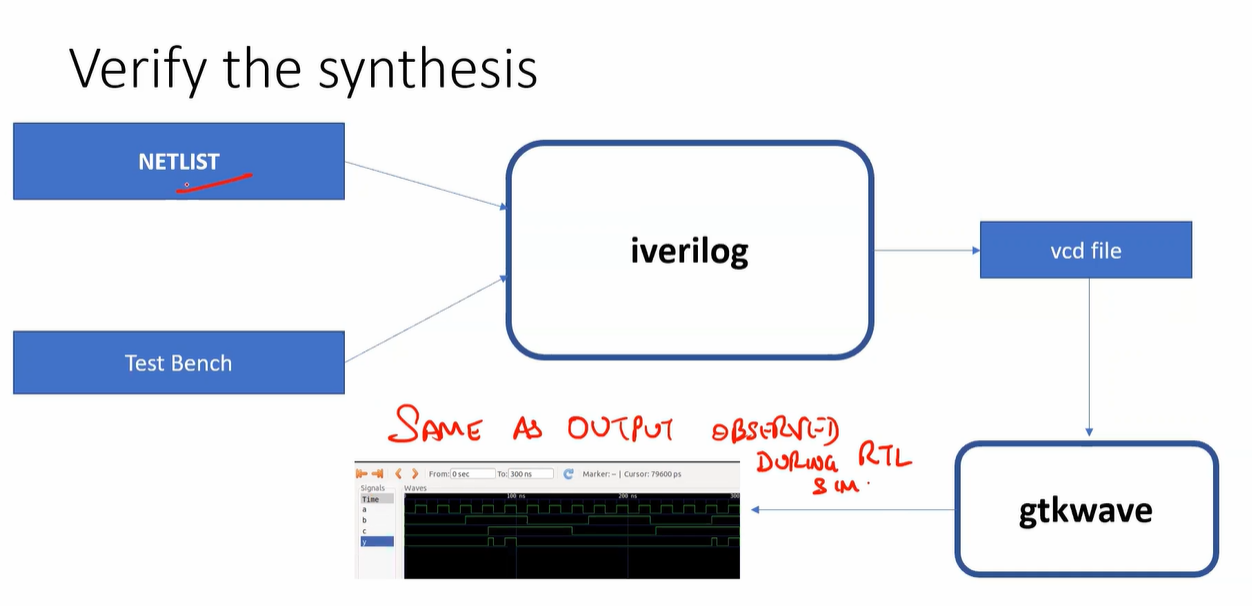 Verify the synthesis
NETLIST
iverilog
vcd file
Test Bench
SAME AS OUTPUT OBSERVED
DURING RTL
SIM.
From: 0 sec To: 300 ns Marker: -- | Cursor: 79600 ps
Signals Waves
Time 100 ns 200 ns 300
a
b
c
y
gtkwave